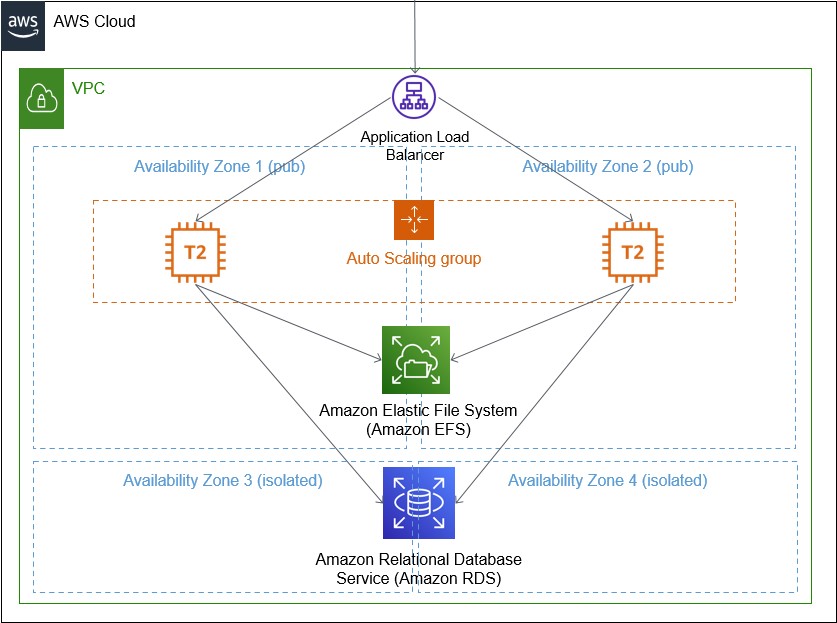 aws
AWS Cloud
VPC
Application Load
Balancer
Availability Zone 1 (pub)
Availability Zone 2 (pub)
T2
T2
Auto Scaling group
Amazon Elastic File System
(Amazon EFS)
Availability Zone 3 (isolated)
Availability Zone 4 (isolated)
Amazon Relational Database
Service (Amazon RDS)